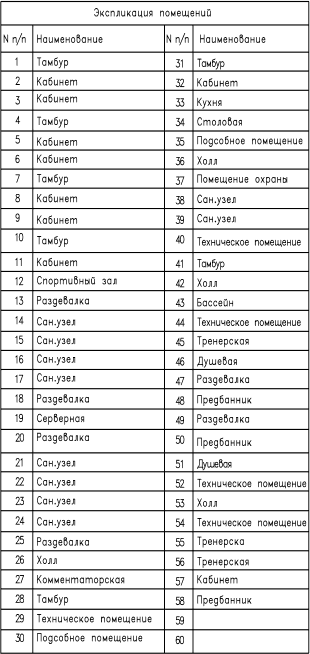 Экспликация помещений
N п/п Наименование N п/п Наименование
1 Тамбур 31 Тамбур
2 Кабинет 32 Кабинет
3 Кабинет 33 Кухня
4 Тамбур 34 Столовая
5 Кабинет 35 Подсобное помещение
6 Кабинет 36 Холл
7 Тамбур 37 Помещение охраны
8 Кабинет 38 Сан.узел
9 Кабинет 39 Сан.узел
10 Тамбур 40 Техническое помещение
11 Кабинет 41 Тамбур
12 Спортивный зал 42 Холл
13 Раздевалка 43 Бассейн
14 Сан.узел 44 Техническое помещение
15 Сан.узел 45 Тренерская
16 Сан.узел 46 Душевая
17 Сан.узел 47 Раздевалка
18 Раздевалка 48 Предбанник
19 Серверная 49 Раздевалка
20 Раздевалка 50 Предбанник
21 Сан.узел 51 Душевая
22 Сан.узел 52 Техническое помещение
23 Сан.узел 53 Холл
24 Сан.узел 54 Техническое помещение
25 Раздевалка 55 Тренерска
26 Холл 56 Тренерская
27 Комментаторская 57 Кабинет
28 Тамбур 58 Предбанник
29 Техническое помещение 59
30 Подсобное помещение 60